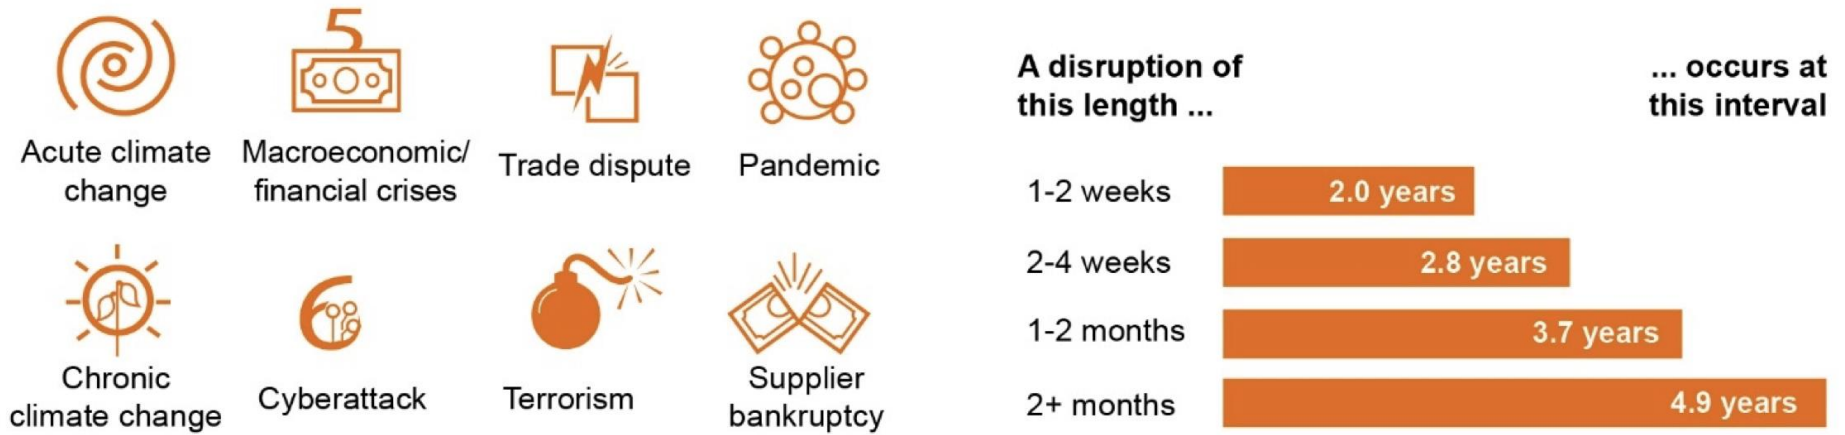 5
Acute climate
change
Macroeconomic/
financial crises
Trade dispute
Pandemic
6
Chronic
climate change
Cyberattack
Terrorism
Supplier
bankruptcy
A disruption of
this length ...
... occurs at
this interval
1-2 weeks
2.0 years
2-4 weeks
2.8 years
1-2 months
3.7 years
2+ months
4.9 years